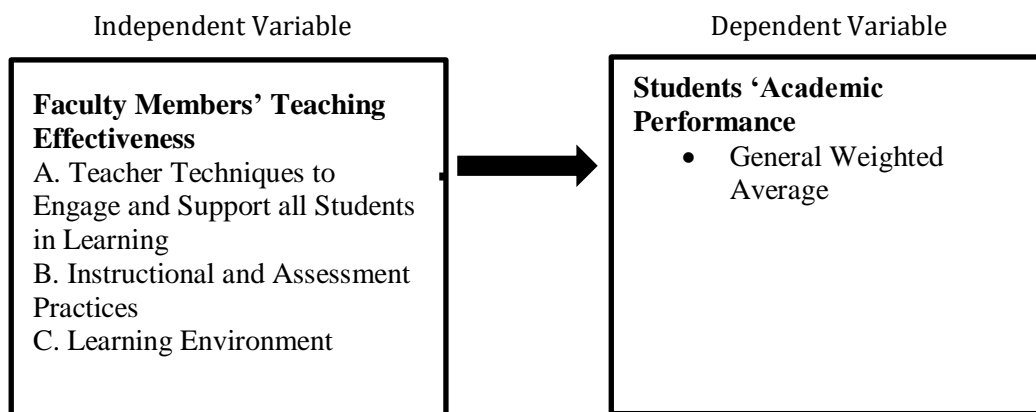 Independent Variable
Dependent Variable
Faculty Members’ Teaching
Effectiveness
A. Teacher Techniques to
Engage and Support all Students
in Learning
B. Instructional and Assessment
Practices
C. Learning Environment
Students ‘Academic
Performance
• General Weighted
Average